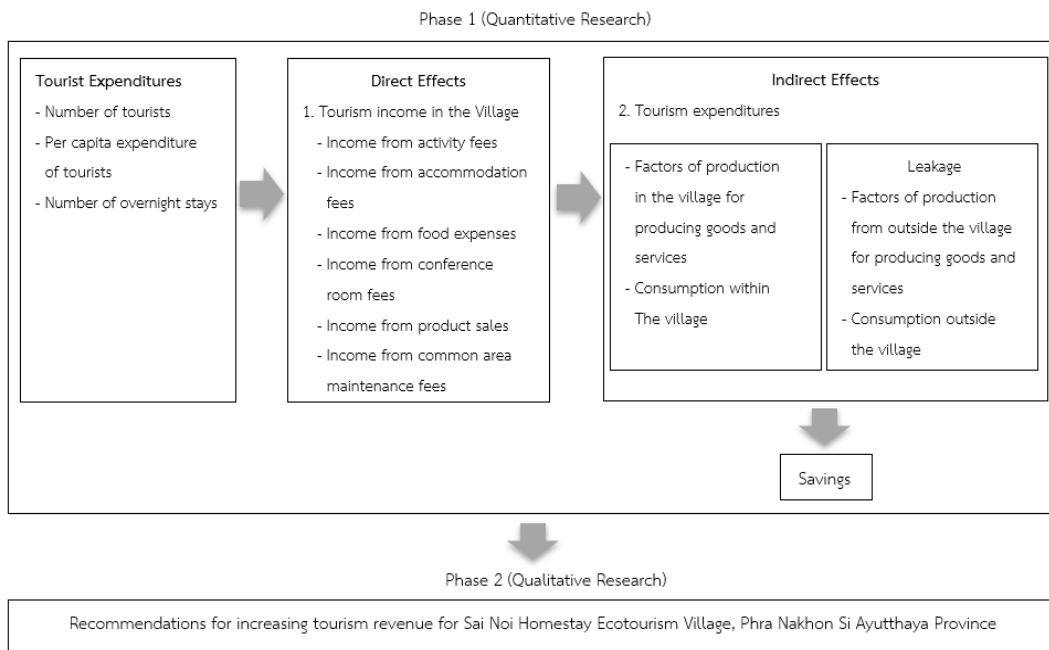 Phase 1 (Quantitative Research)
Tourist Expenditures
- Number of tourists
- Per capita expenditure
of tourists
- Number of overnight stays
Direct Effects
1. Tourism income in the Village
- Income from activity fees
- Income from accommodation
fees
- Income from food expenses
- Income from conference
room fees
- Income from product sales
- Income from common area
maintenance fees
Indirect Effects
2. Tourism expenditures
- Factors of production
in the village for
producing goods and
services
- Consumption within
The village
Leakage
- Factors of production
from outside the village
for producing goods and
services
- Consumption outside
the village
Savings
Phase 2 (Qualitative Research)
Recommendations for increasing tourism revenue for Sai Noi Homestay Ecotourism Village, Phra Nakhon Si Ayutthaya Province